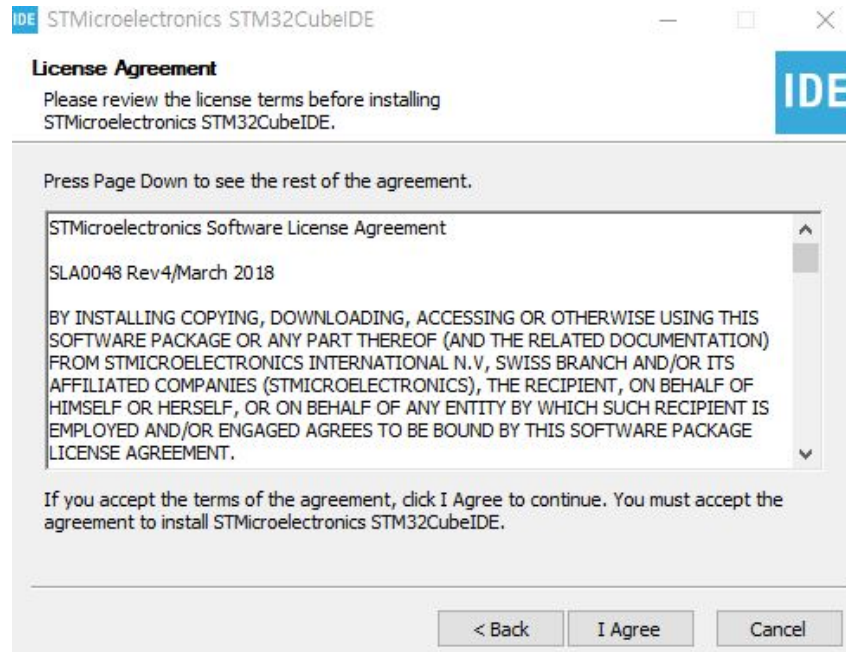 IDE STMicroelectronics STM32CubeIDE
License Agreement
Please review the license terms before installing
STMicroelectronics STM32CubeIDE.
IDE
Press Page Down to see the rest of the agreement.
STMicroelectronics Software License Agreement
SLA0048 Rev4/March 2018
BY INSTALLING COPYING, DOWNLOADING, ACCESSING OR OTHERWISE USING THIS
SOFTWARE PACKAGE OR ANY PART THEREOF (AND THE RELATED DOCUMENTATION)
FROM STMICROELECTRONICS INTERNATIONAL N.V, SWISS BRANCH AND/OR ITS
AFFILIATED COMPANIES (STMICROELECTRONICS), THE RECIPIENT, ON BEHALF OF
HIMSELF OR HERSELF, OR ON BEHALF OF ANY ENTITY BY WHICH SUCH RECIPIENT IS
EMPLOYED AND/OR ENGAGED AGREES TO BE BOUND BY THIS SOFTWARE PACKAGE
LICENSE AGREEMENT.
If you accept the terms of the agreement, click I Agree to continue. You must accept the
agreement to install STMicroelectronics STM32CubeIDE.
< Back I Agree Cancel